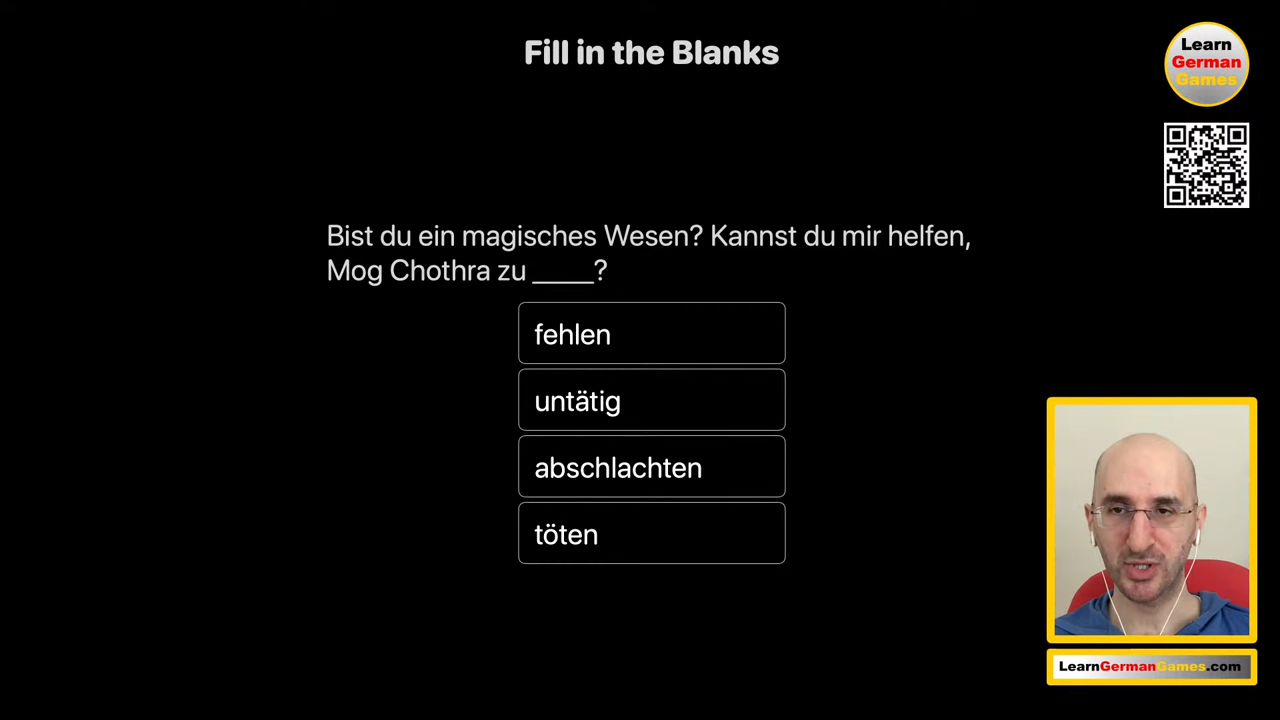 Fill in the Blanks
Learn
German
Games
Bist du ein magisches Wesen? Kannst du mir helfen,
Mog Chothra zu _____?
fehlen
untätig
abschlachten
töten
LearnGermanGames.com